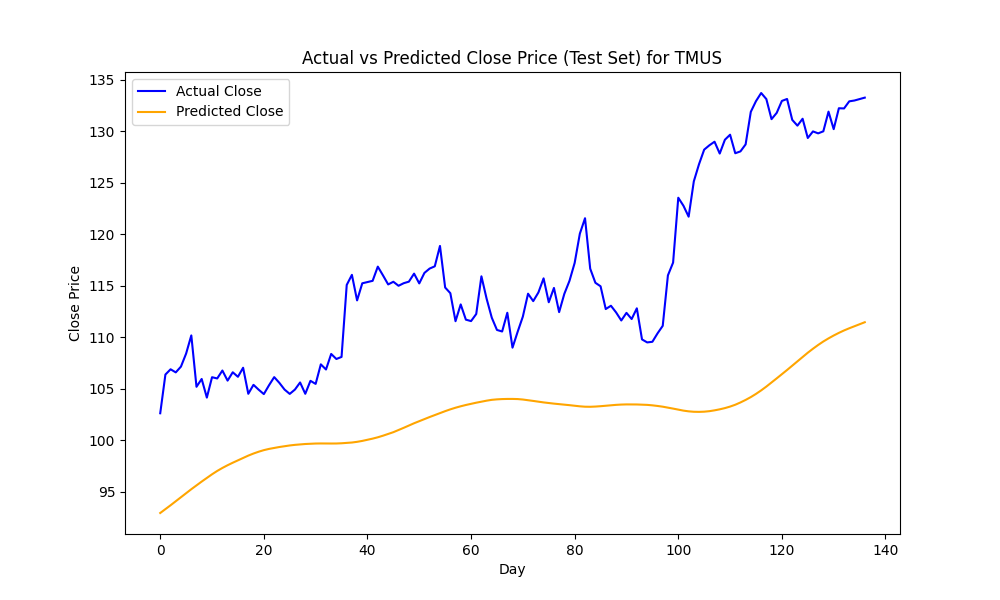 Actual vs Predicted Close Price (Test Set) for TMUS
Actual Close
Predicted Close
Close Price
135
130
125
120
115
110
105
100
95
0 20 40 60 80 100 120 140
Day